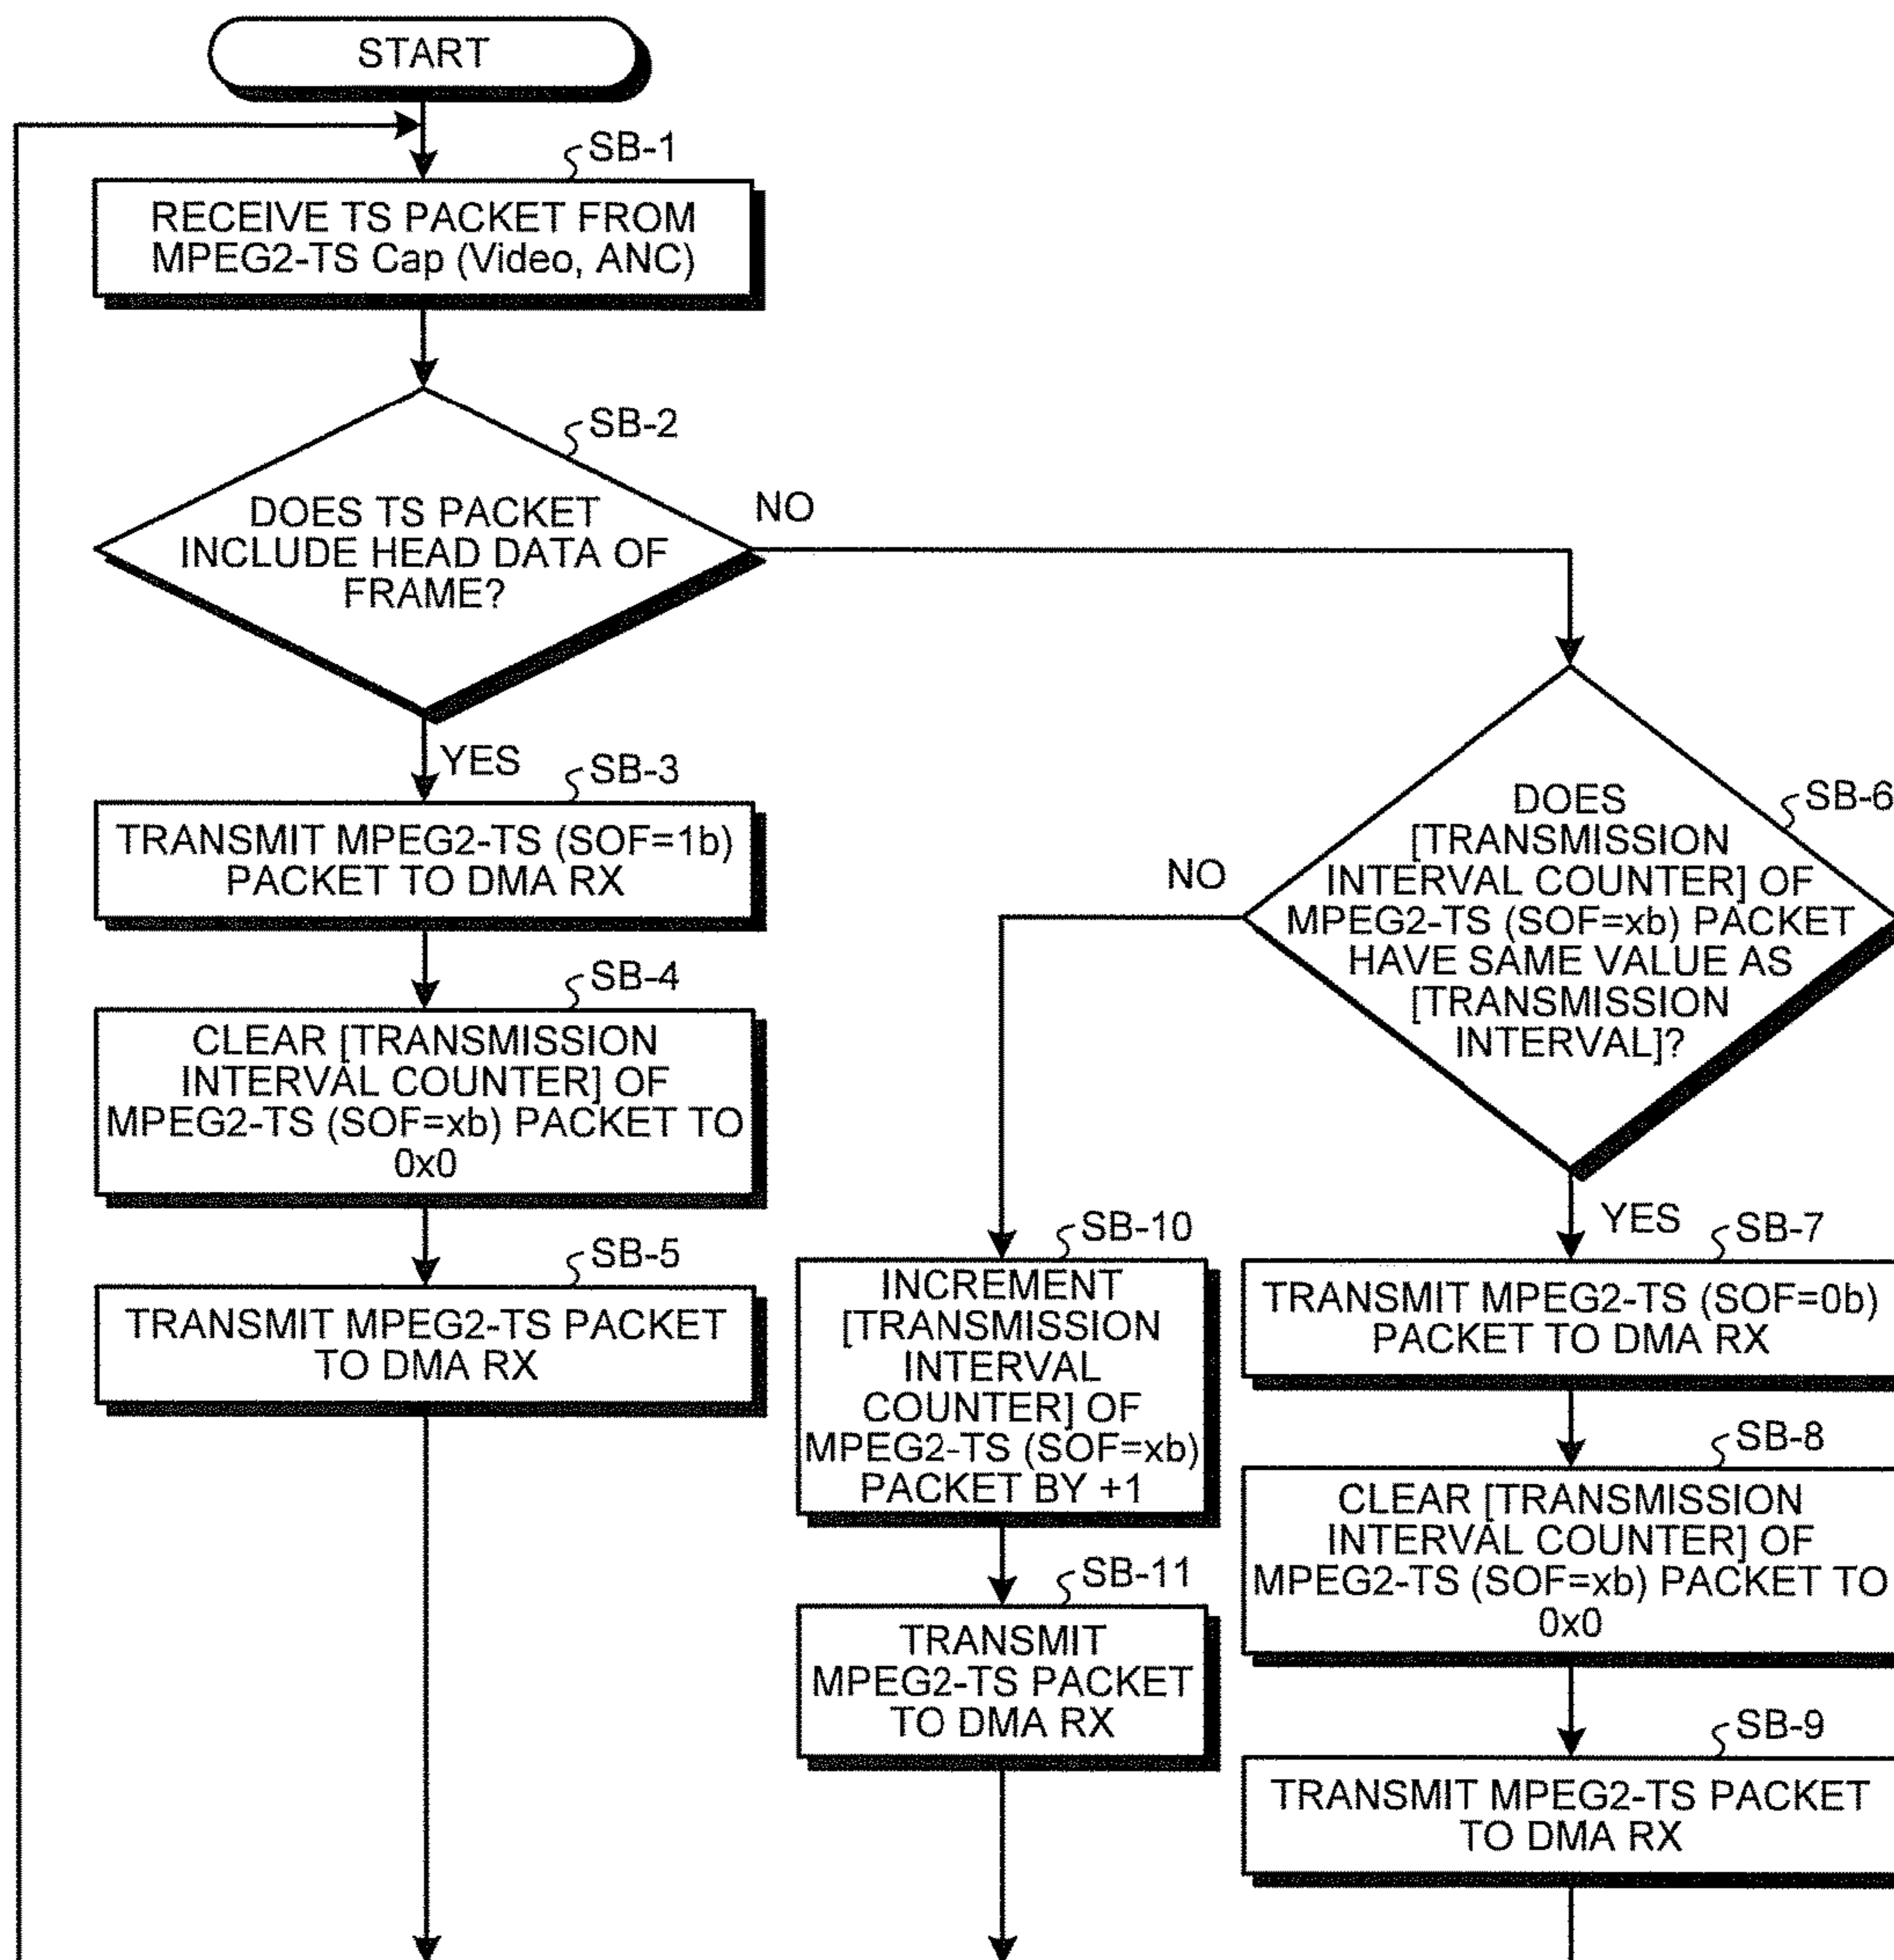 START
SB-1
RECEIVE TS PACKET FROM
MPEG2-TS Cap (Video, ANC)
SB-2
DOES TS PACKET
INCLUDE HEAD DATA OF
FRAME?
NO
YES
SB-3
TRANSMIT MPEG2-TS (SOF=1b)
PACKET TO DMA RX
SB-4
CLEAR [TRANSMISSION
INTERVAL COUNTER] OF
MPEG2-TS (SOF=xb) PACKET TO
0x0
SB-5
TRANSMIT MPEG2-TS PACKET
TO DMA RX
SB-6
DOES
[TRANSMISSION
INTERVAL COUNTER] OF
MPEG2-TS (SOF=xb) PACKET
HAVE SAME VALUE AS
[TRANSMISSION
INTERVAL]?
NO
YES
SB-10
INCREMENT
[TRANSMISSION
INTERVAL
COUNTER] OF
MPEG2-TS (SOF=xb)
PACKET BY +1
SB-11
TRANSMIT
MPEG2-TS PACKET
TO DMA RX
SB-7
TRANSMIT MPEG2-TS (SOF=0b)
PACKET TO DMA RX
SB-8
CLEAR [TRANSMISSION
INTERVAL COUNTER] OF
MPEG2-TS (SOF=xb) PACKET TO
0x0
SB-9
TRANSMIT MPEG2-TS PACKET
TO DMA RX